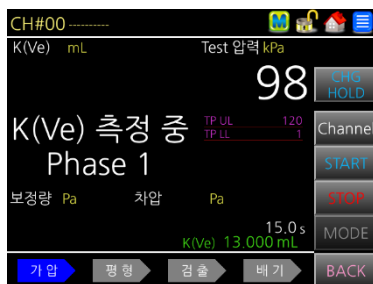 CH#00 ----------
M
K(Ve) mL Test 압력 kPa
98
CHG
HOLD
K(Ve) 측정 중
TP UL 120
TP LL 1
Channel
Phase 1
START
보정량 Pa 차압 Pa
STOP
15.0 s
K(Ve) 13.000 mL
MODE
가 압 평 형 검 출 배 기 BACK